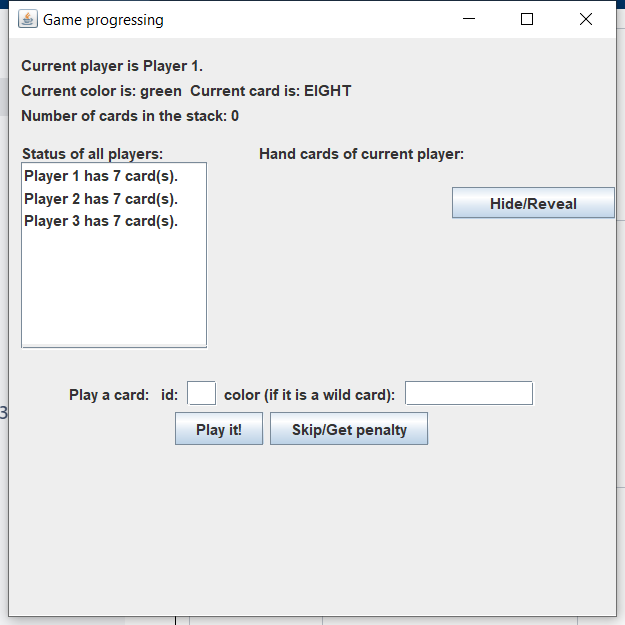 Game progressing
Current player is Player 1.
Current color is: green  Current card is: EIGHT
Number of cards in the stack: 0
Status of all players:
Hand cards of current player:
Player 1 has 7 card(s).
Player 2 has 7 card(s).
Player 3 has 7 card(s).
Hide/Reveal
Play a card:  id:  color (if it is a wild card):
Play it!
Skip/Get penalty
3